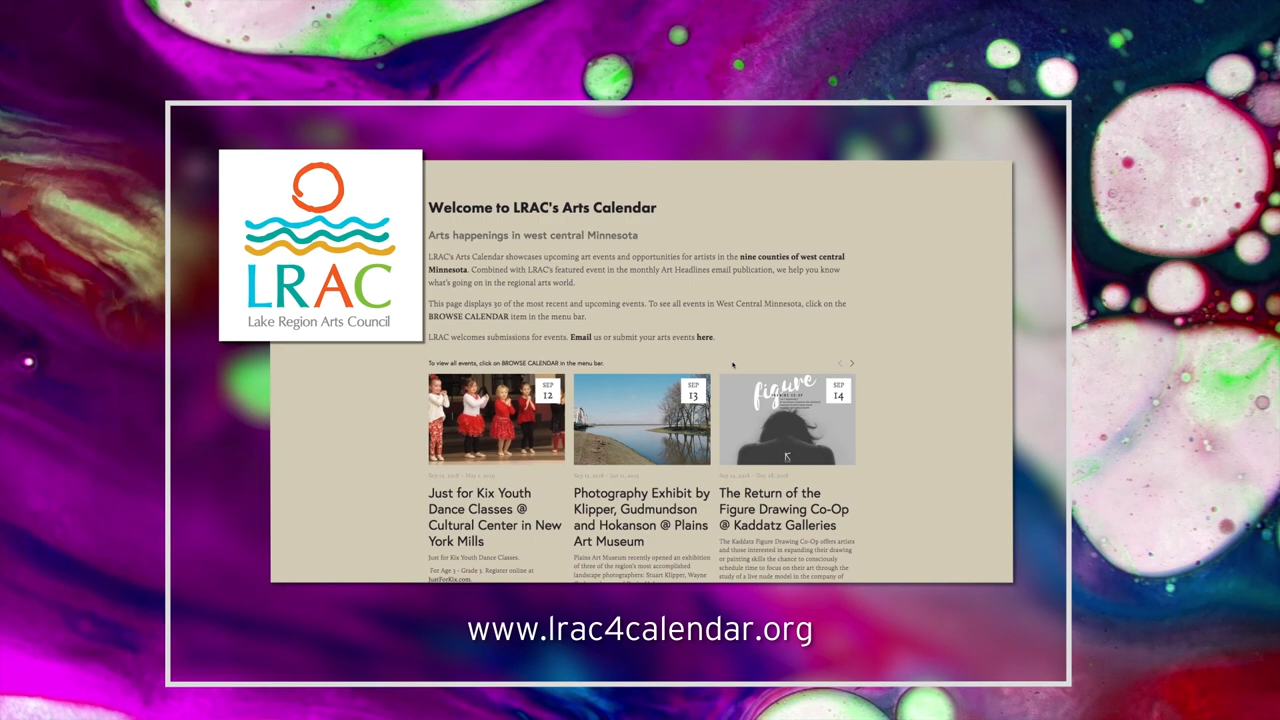 LRAC
Lake Region Arts Council
Welcome to LRAC's Arts Calendar
Arts happenings in west central Minnesota
LRAC's Arts Calendar showcases upcoming art events and opportunities for artists in the nine counties of west central
Minnesota. Combined with LRAC's featured event in the monthly Art Headlines email publication, we help you know
what's going on in the regional arts world.
This page displays 30 of the most recent and upcoming events. To see all events in West Central Minnesota, click on the
BROWSE CALENDAR item in the menu bar.
LRAC welcomes submissions for events. Email us or submit your arts events here.
To view all events, click on BROWSE CALENDAR in the menu bar.
SEP
12
Just for Kix Youth
Dance Classes @
Cultural Center in New
York Mills
Just for Kix Youth Dance Classes.
For Age 3 - Grade 3. Register online at
JustForKix.com.
SEP
13
Photography Exhibit by
Klipper, Gudmundson
and Hokanson @ Plains
Art Museum
Plains Art Museum recently opened an exhibition
of three of the region's most accomplished
landscape photographers: Stuart Klipper, Wayne
figure
SEP
14
The Return of the
Figure Drawing Co-Op
@ Kaddatz Galleries
The Kaddatz Figure Drawing Co-Op offers artists
and those interested in expanding their drawing
or painting skills the chance to consciously
schedule time to focus on their art through the
study of a live nude model in the company of
www.lrac4calendar.org